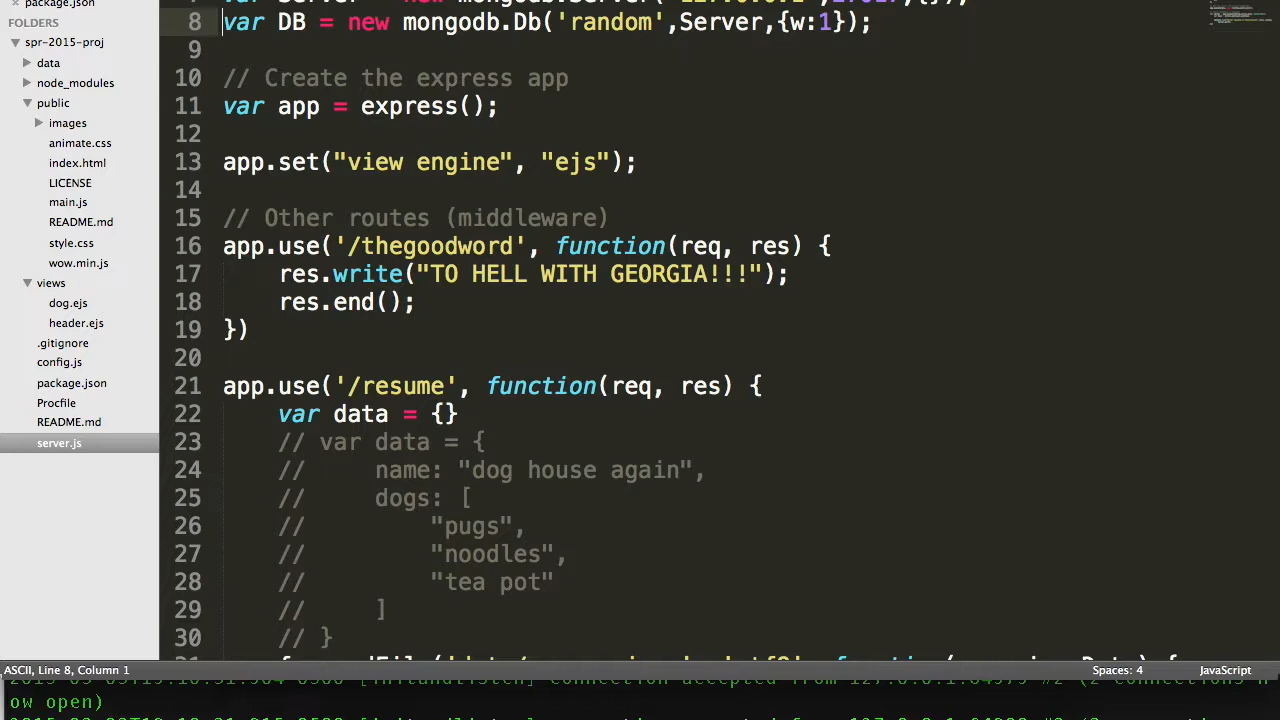 package.json
FOLDERS
spr-2015-proj
data
node_modules
public
images
animate.css
index.html
LICENSE
main.js
README.md
style.css
wow.min.js
views
dog.ejs
header.ejs
.gitignore
config.js
package.json
Procfile
README.md
server.js
8 var DB = new mongodb.Db('random',Server,{w:1});
9
10 // Create the express app
11 var app = express();
12
13 app.set("view engine", "ejs");
14
15 // Other routes (middleware)
16 app.use('/thegoodword', function(req, res) {
17 res.write("TO HELL WITH GEORGIA!!!");
18 res.end();
19 })
20
21 app.use('/resume', function(req, res) {
22 var data = {}
23 // var data = {
24 // name: "dog house again",
25 // dogs: [
26 // "pugs",
27 // "noodles",
28 // "tea pot"
29 // ]
30 // }
ASCII, Line 8, Column 1
Spaces: 4
JavaScript
ow open)